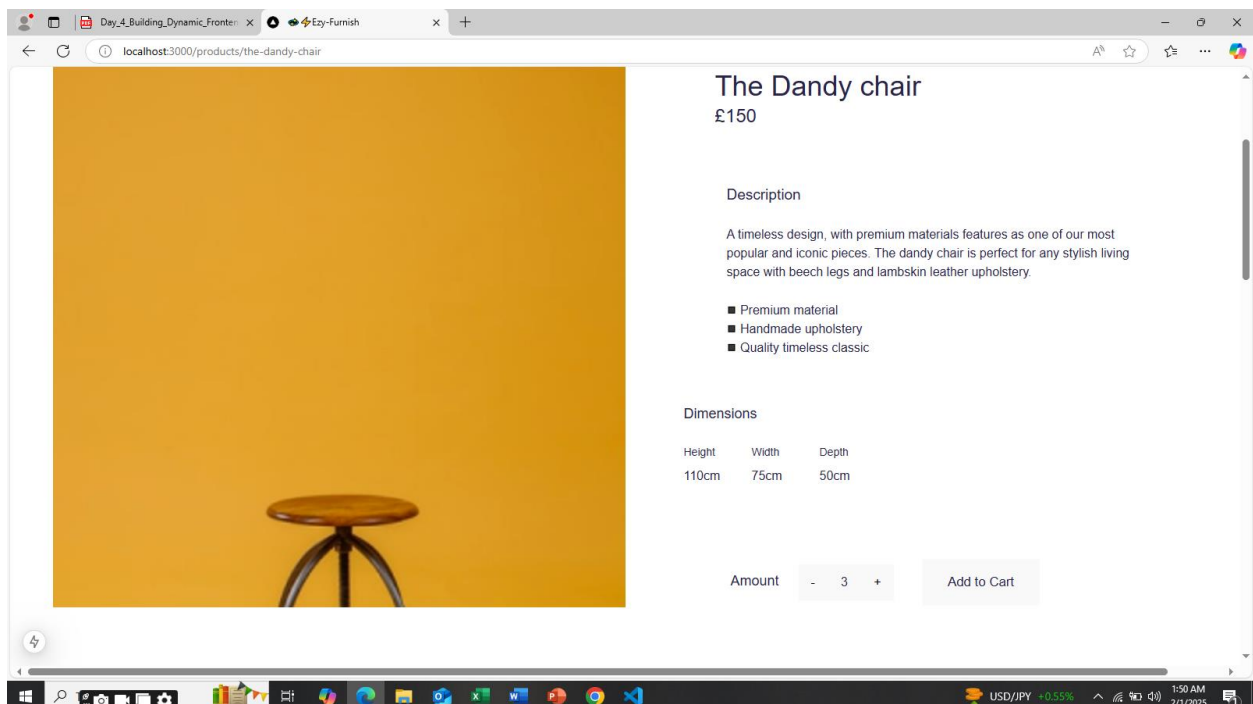 Day_4_Building_Dynamic_Fronten
Ezy-Furnish
localhost:3000/products/the-dandy-chair
The Dandy chair
£150
Description
A timeless design, with premium materials features as one of our most
popular and iconic pieces. The dandy chair is perfect for any stylish living
space with beech legs and lambskin leather upholstery.
Premium material
Handmade upholstery
Quality timeless classic
Dimensions
Height Width Depth
110cm 75cm 50cm
Amount - 3 + Add to Cart
USD/JPY +0.55%
1:50 AM
2/1/2025